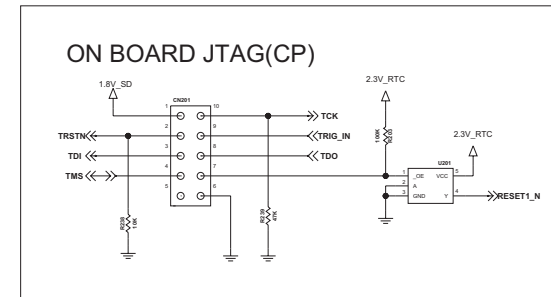 ON BOARD JTAG(CP)
1.8V_SD
CN201
1
10
TCK
2
9
TRSTN
TRIG_IN
3
8
TDI
TDO
4
7
TMS
5
6
R238
10K
R239
47K
2.3V_RTC
100K
R203
2.3V_RTC
U201
1
_OE
VCC
5
2
A
3
GND
Y
4
RESET1_N